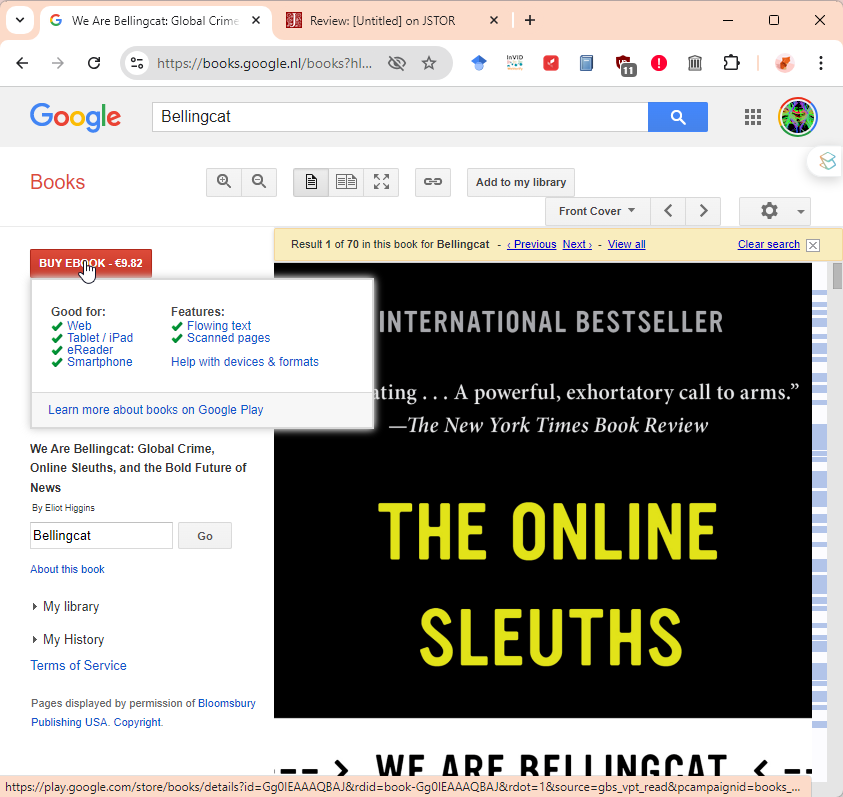 We Are Bellingcat: Global Crime
Review: [Untitled] on JSTOR
https://books.google.nl/books?hl...
InVID
11
Google
Bellingcat
Books
Add to my library
Front Cover
BUY EBOOK - €9.82
Result 1 of 70 in this book for Bellingcat - ‹ Previous Next › - View all
Clear search
Good for:
Web
Tablet / iPad
eReader
Smartphone
Features:
Flowing text
Scanned pages
Help with devices & formats
Learn more about books on Google Play
We Are Bellingcat: Global Crime,
Online Sleuths, and the Bold Future of
News
By Eliot Higgins
Bellingcat
Go
About this book
My library
My History
Terms of Service
Pages displayed by permission of Bloomsbury
Publishing USA. Copyright.
INTERNATIONAL BESTSELLER
ating . . . A powerful, exhortatory call to arms.”
—The New York Times Book Review
THE ONLINE
SLEUTHS
WE ARE BELLINGCAT
https://play.google.com/store/books/details?id=Gg0IEAAAQBAJ&rdid=book-Gg0IEAAAQBAJ&rdot=1&source=gbs_vpt_read&pcampaignid=books_...